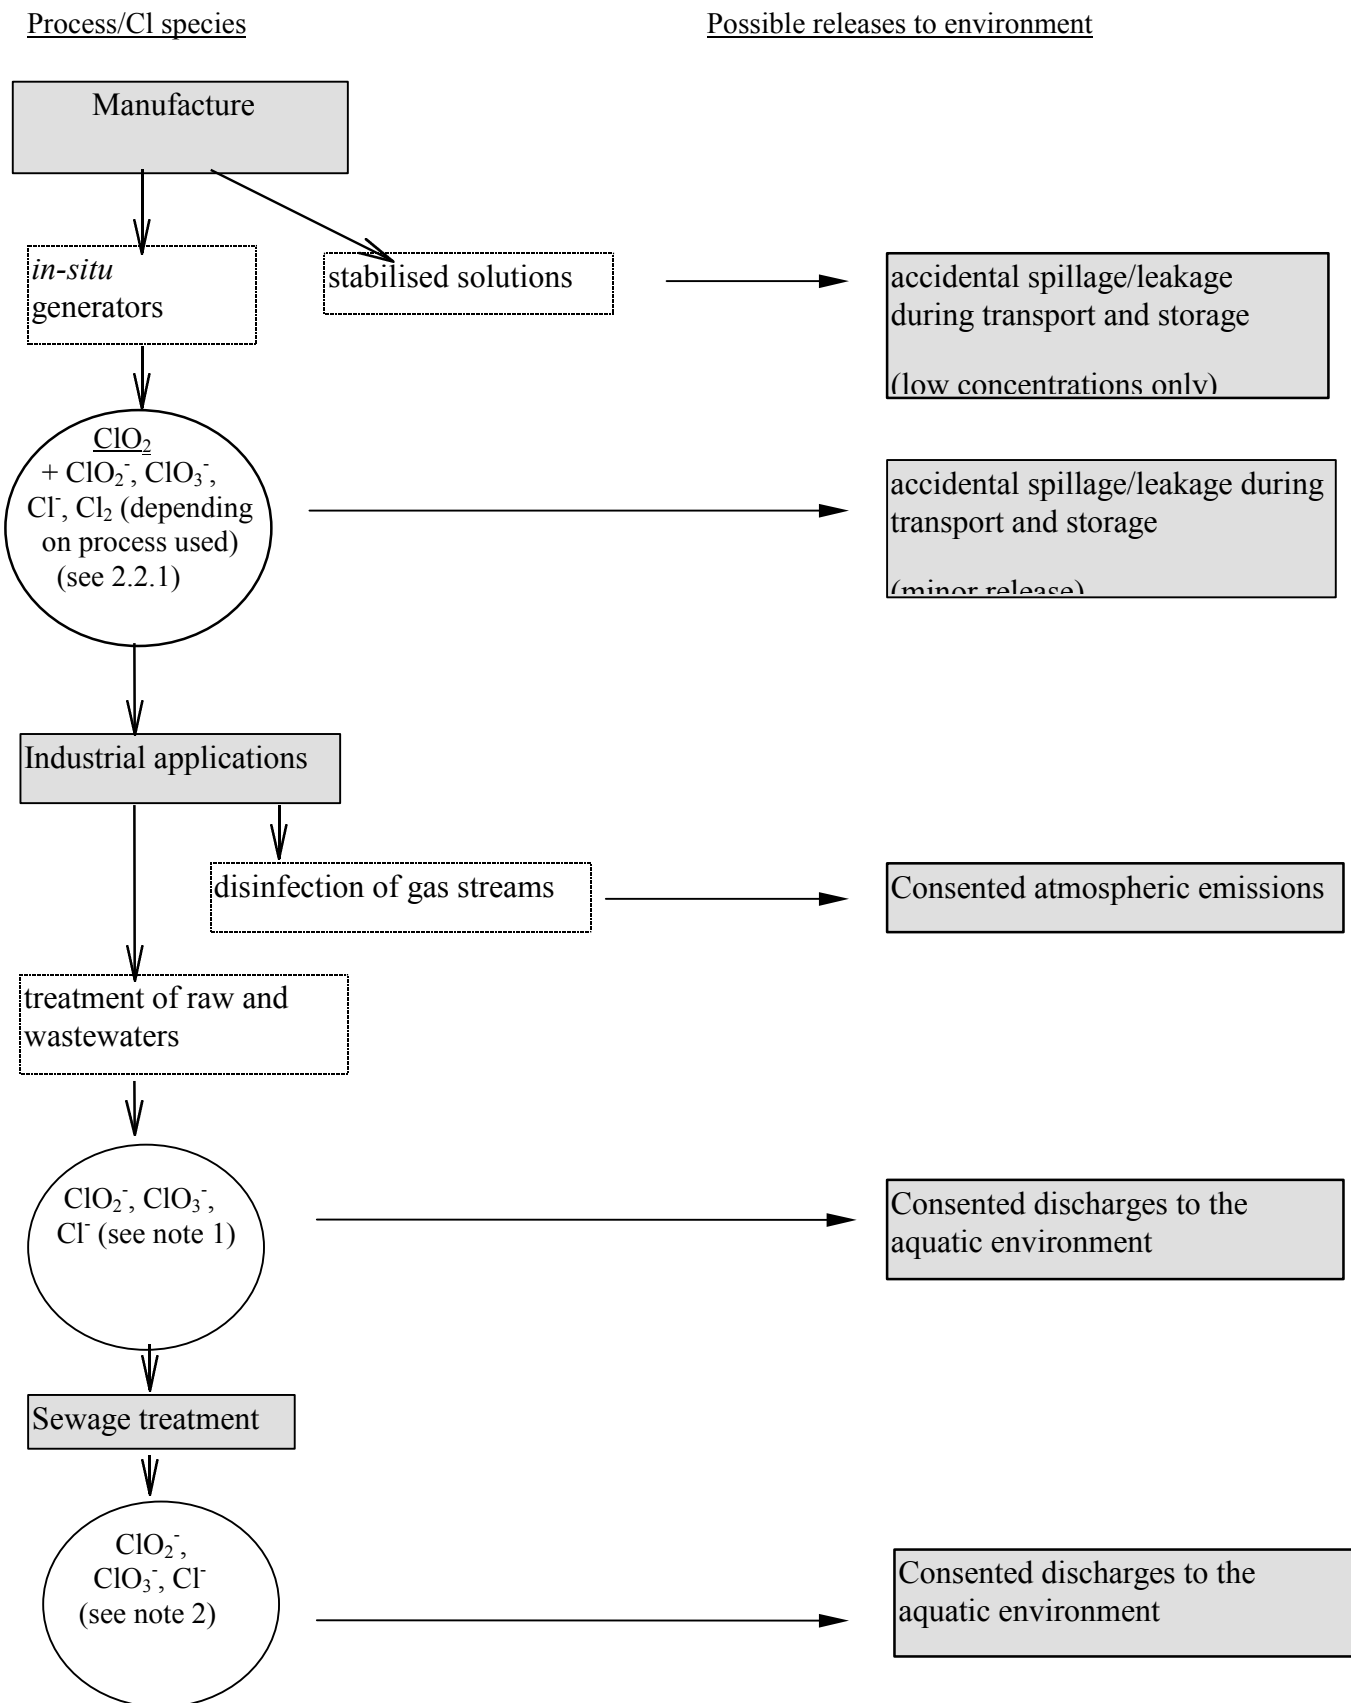 Process/Cl species
Possible releases to environment
Manufacture
in-situ
generators
stabilised solutions
accidental spillage/leakage
during transport and storage
(low concentrations only)
ClO₂
+ ClO₂⁻, ClO₃⁻,
Cl⁻, Cl₂ (depending
on process used)
(see 2.2.1)
accidental spillage/leakage during
transport and storage
(minor release)
Industrial applications
disinfection of gas streams
Consented atmospheric emissions
treatment of raw and
wastewaters
ClO₂⁻, ClO₃⁻,
Cl⁻ (see note 1)
Consented discharges to the
aquatic environment
Sewage treatment
ClO₂⁻,
ClO₃⁻, Cl⁻
(see note 2)
Consented discharges to the
aquatic environment